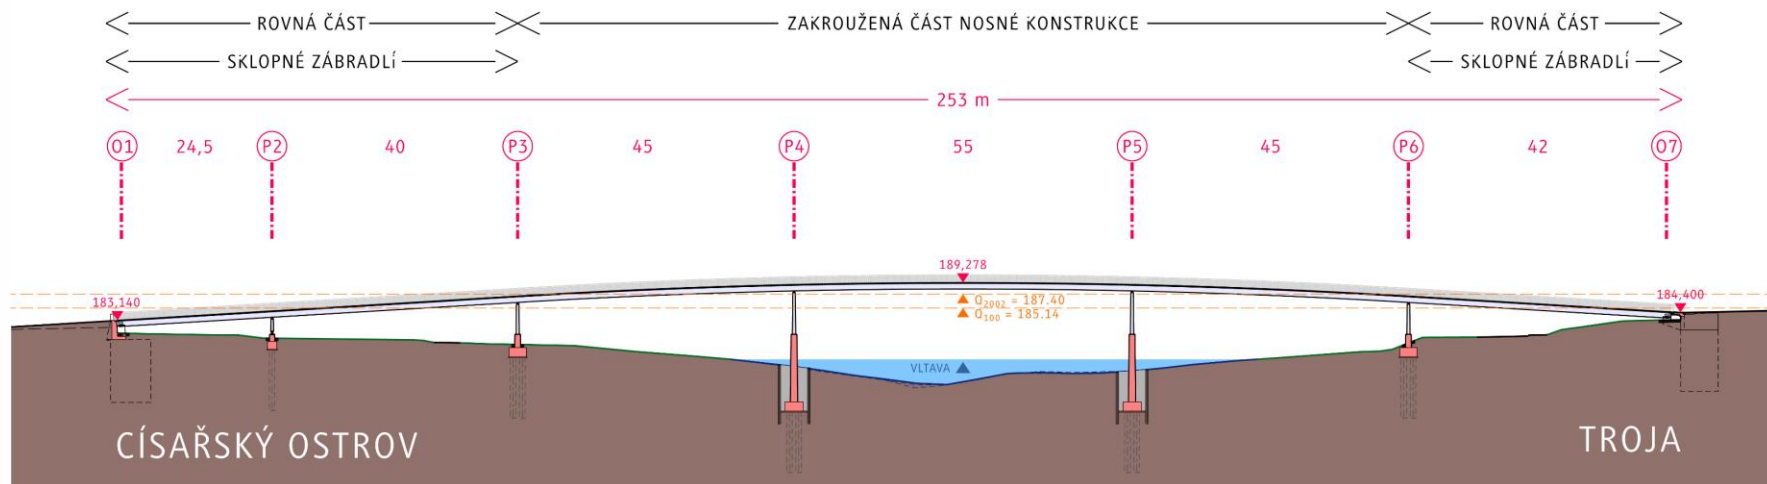 ROVNÁ ČÁST ZAKROUŽENÁ ČÁST NOSNÉ KONSTRUKCE ROVNÁ ČÁST
SKLOPNÉ ZÁBRADLÍ SKLOPNÉ ZÁBRADLÍ
253 m
O1 24,5 P2 40 P3 45 P4 55 P5 45 P6 42 O7
189,278
183,140 Q2002 = 187.40 184,400
Q100 = 185.14
VLTAVA
CÍSAŘSKÝ OSTROV TROJA